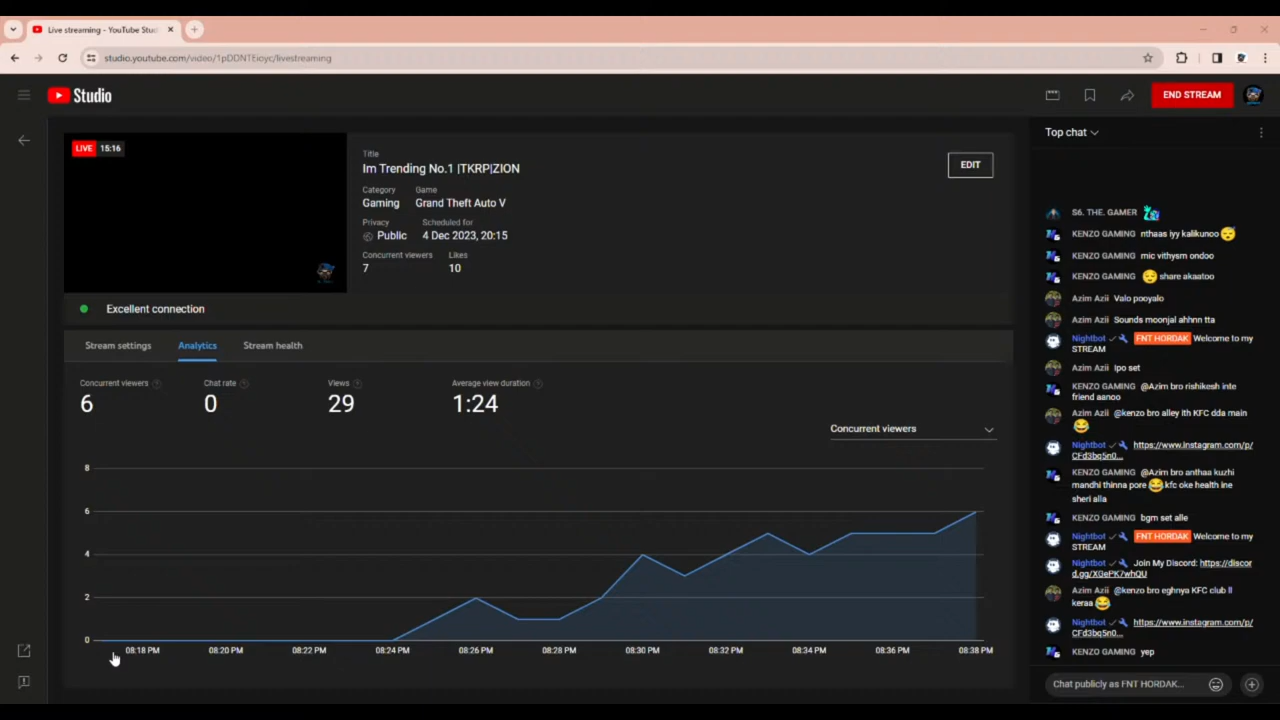 Live streaming - YouTube Stud
studio.youtube.com/video/1pDDNTEioyc/livestreaming
Studio
END STREAM
LIVE 15:16
Title
Im Trending No.1 |TKRP|ZION
EDIT
Category Game
Gaming Grand Theft Auto V
Privacy Scheduled for
Public 4 Dec 2023, 20:15
Concurrent viewers Likes
7 10
Excellent connection
Stream settings Analytics Stream health
Concurrent viewers Chat rate Views Average view duration
6 0 29 1:24
Concurrent viewers
8
6
4
2
0
08:18 PM 08:20 PM 08:22 PM 08:24 PM 08:26 PM 08:28 PM 08:30 PM 08:32 PM 08:34 PM 08:36 PM 08:38 PM
Top chat
S6. THE. GAMER
KENZO GAMING nthaas iyy kalikunoo 😴
KENZO GAMING mic vithysm ondoo
KENZO GAMING 😴 share akaatoo
Azim Azii Valo pooyalo
Azim Azii Sounds moonjal ahhnn tta
Nightbot FNT HORDAK Welcome to my
STREAM
Azim Azii Ipo set
KENZO GAMING @Azim bro rishikesh inte
friend aanoo
Azim Azii @kenzo bro alley ith KFC dda main
😂
Nightbot https://www.instagram.com/p/
CFd3bq5n0...
KENZO GAMING @Azim bro anthaa kuzhi
mandhi thinna pore 😂 kfc oke health ine
sheri alla
KENZO GAMING bgm set alle
Nightbot FNT HORDAK Welcome to my
STREAM
Nightbot Join My Discord: https://discor
d.gg/XGePK7whQU
Azim Azii @kenzo bro eghnya KFC club ll
keraa 😂
Nightbot https://www.instagram.com/p/
CFd3bq5n0...
KENZO GAMING yep
Chat publicly as FNT HORDAK...